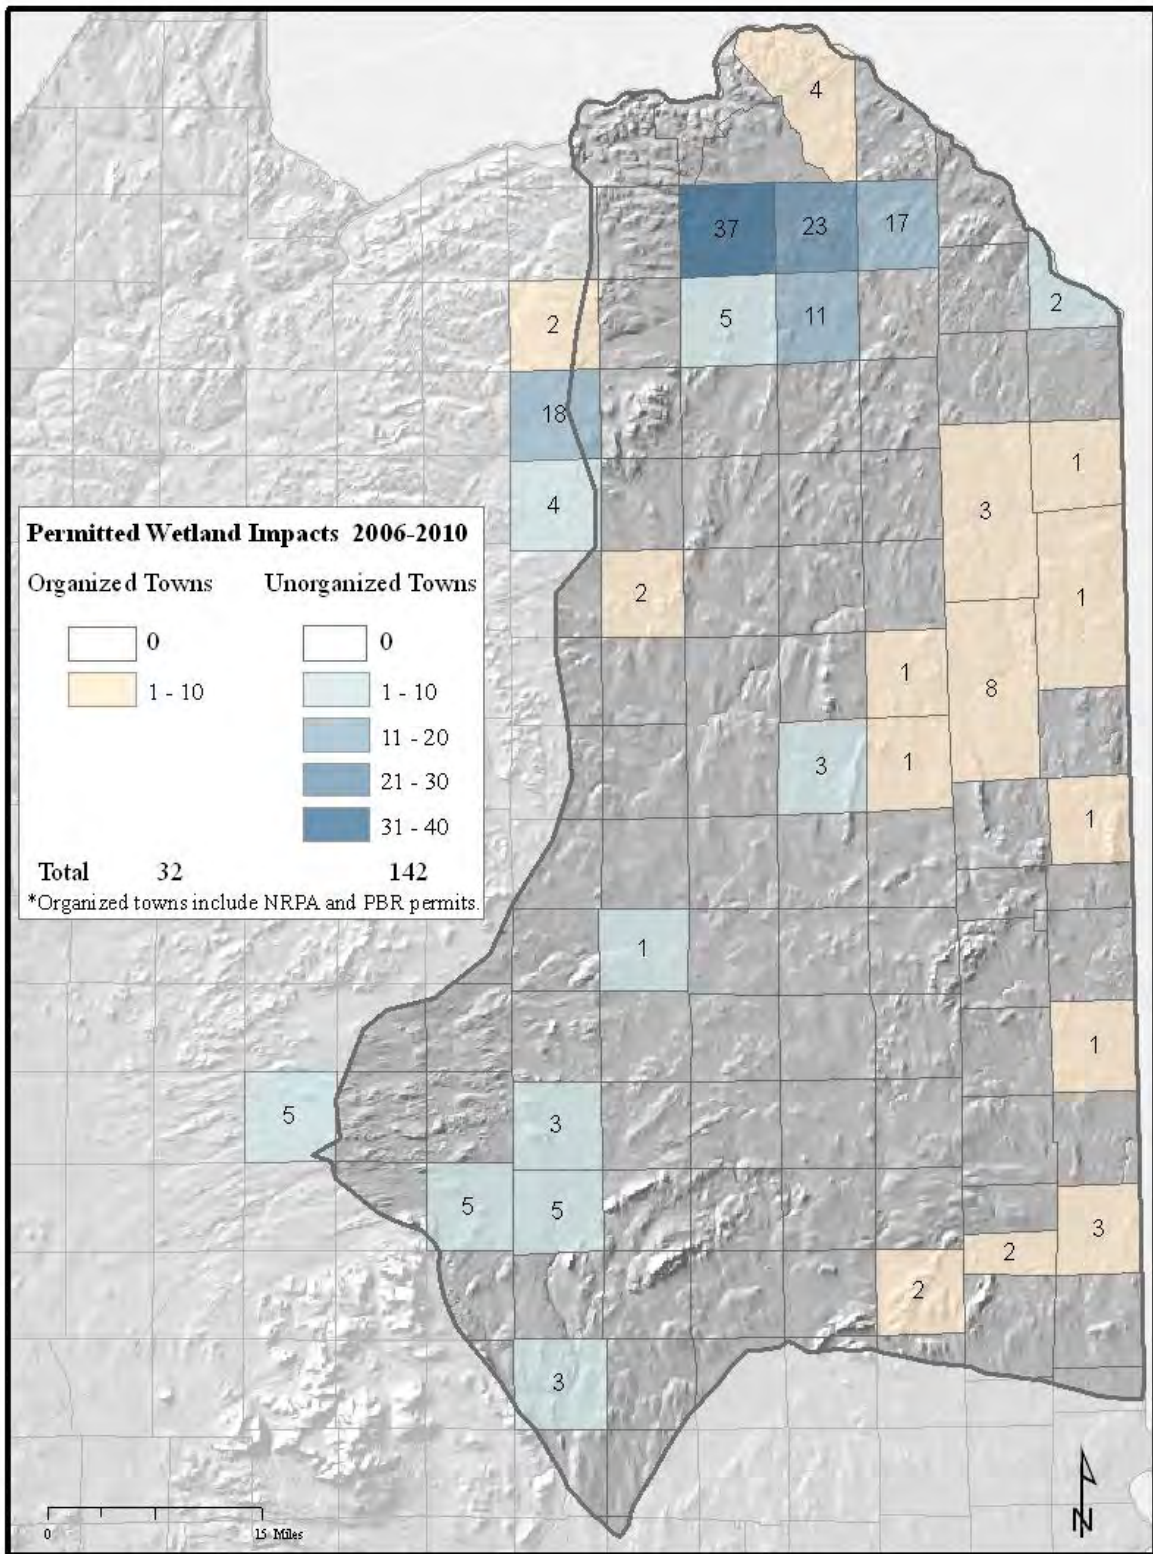 4
37 23 17
2 5 11 2
18
1
4 3
Permitted Wetland Impacts 2006-2010
Organized Towns Unorganized Towns
0 0
1 - 10 1 - 10
11 - 20
21 - 30
31 - 40
Total 32 142
*Organized towns include NRPA and PBR permits.
2 1
1 8
3 1
1
1
1
5 3
5 5
3
2
2
3
0 15 Miles
N